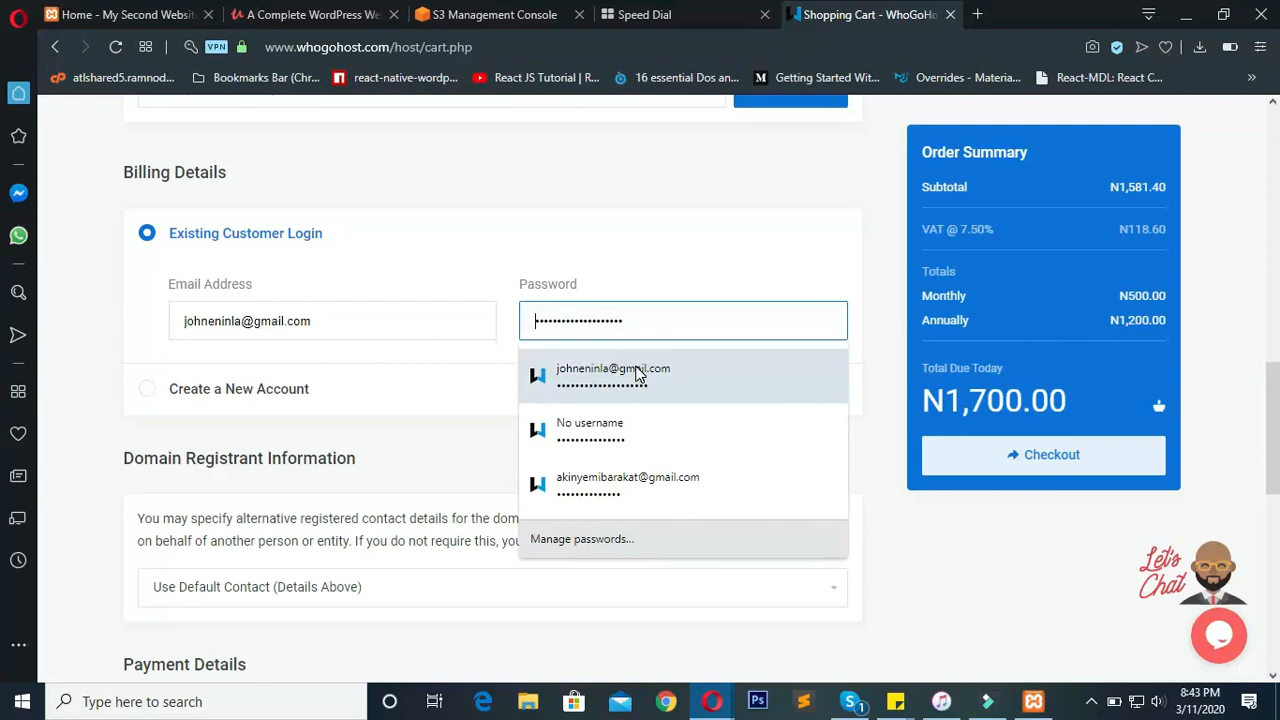 Home - My Second Websit
A Complete WordPress We
S3 Management Console
Speed Dial
Shopping Cart - WhoGoHo
VPN
www.whogohost.com/host/cart.php
atlshared5.ramnod...
Bookmarks Bar (Chr...
react-native-wordp...
React JS Tutorial | R...
16 essential Dos an...
Getting Started Wit...
Overrides - Materia...
React-MDL: React C...
Billing Details
Existing Customer Login
Email Address
Password
johneninla@gmail.com
johneninla@gmail.com
No username
akinyemibarakat@gmail.com
Manage passwords...
Create a New Account
Domain Registrant Information
You may specify alternative registered contact details for the dom
on behalf of another person or entity. If you do not require this, you
Use Default Contact (Details Above)
Payment Details
Order Summary
Subtotal N1,581.40
VAT @ 7.50% N118.60
Totals
Monthly N500.00
Annually N1,200.00
Total Due Today
N1,700.00
Checkout
Let's
Chat
Type here to search
Ps
1
8:43 PM
3/11/2020